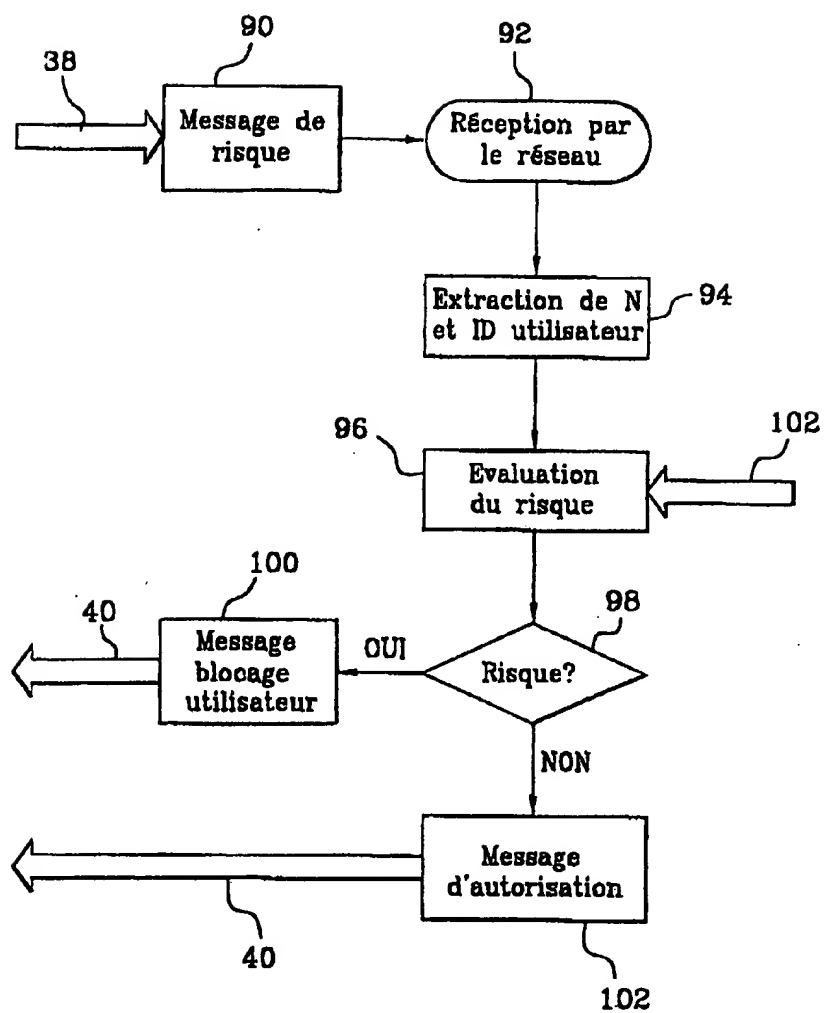 90
38
92
Message de
risque
Réception par
le réseau
Extraction de N
et ID utilisateur
94
96
102
Evaluation
du risque
100
98
40
Message
blocage
utilisateur
OUI
Risque?
NON
Message
d'autorisation
40
102